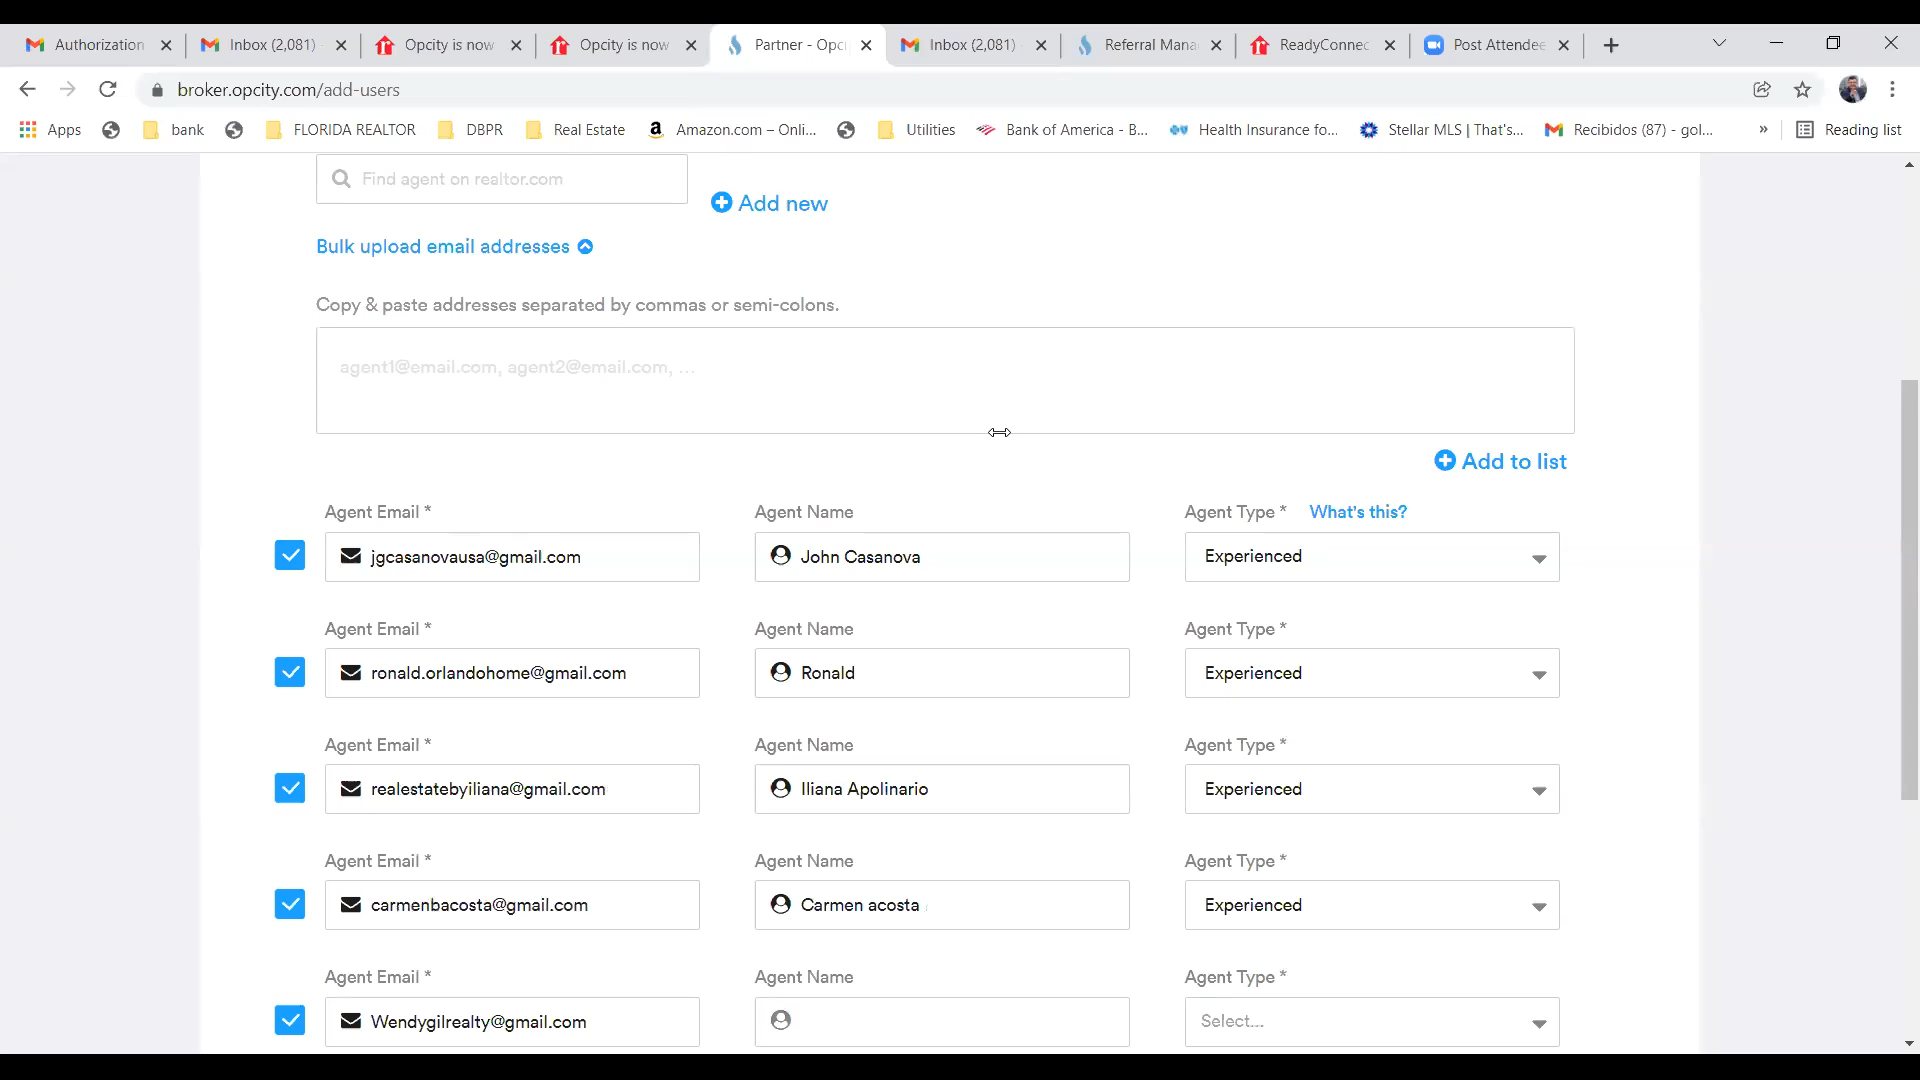 Authorization
Inbox (2,081)
Opcity is now
Opcity is now
Partner - Opci
Inbox (2,081)
Referral Mana
ReadyConnec
Post Attendee
broker.opcity.com/add-users
Apps
bank
FLORIDA REALTOR
DBPR
Real Estate
Amazon.com – Onli...
Utilities
Bank of America - B...
Health Insurance fo...
Stellar MLS | That's...
Recibidos (87) - gol...
»
Reading list
Find agent on realtor.com
Add new
Bulk upload email addresses
Copy & paste addresses separated by commas or semi-colons.
agent1@email.com, agent2@email.com, ...
Add to list
Agent Email *
Agent Name
Agent Type * What's this?
jgcasanovausa@gmail.com
John Casanova
Experienced
Agent Email *
Agent Name
Agent Type *
ronald.orlandohome@gmail.com
Ronald
Experienced
Agent Email *
Agent Name
Agent Type *
realestatebyiliana@gmail.com
Iliana Apolinario
Experienced
Agent Email *
Agent Name
Agent Type *
carmenbacosta@gmail.com
Carmen acosta
Experienced
Agent Email *
Agent Name
Agent Type *
Wendygilrealty@gmail.com
Select...